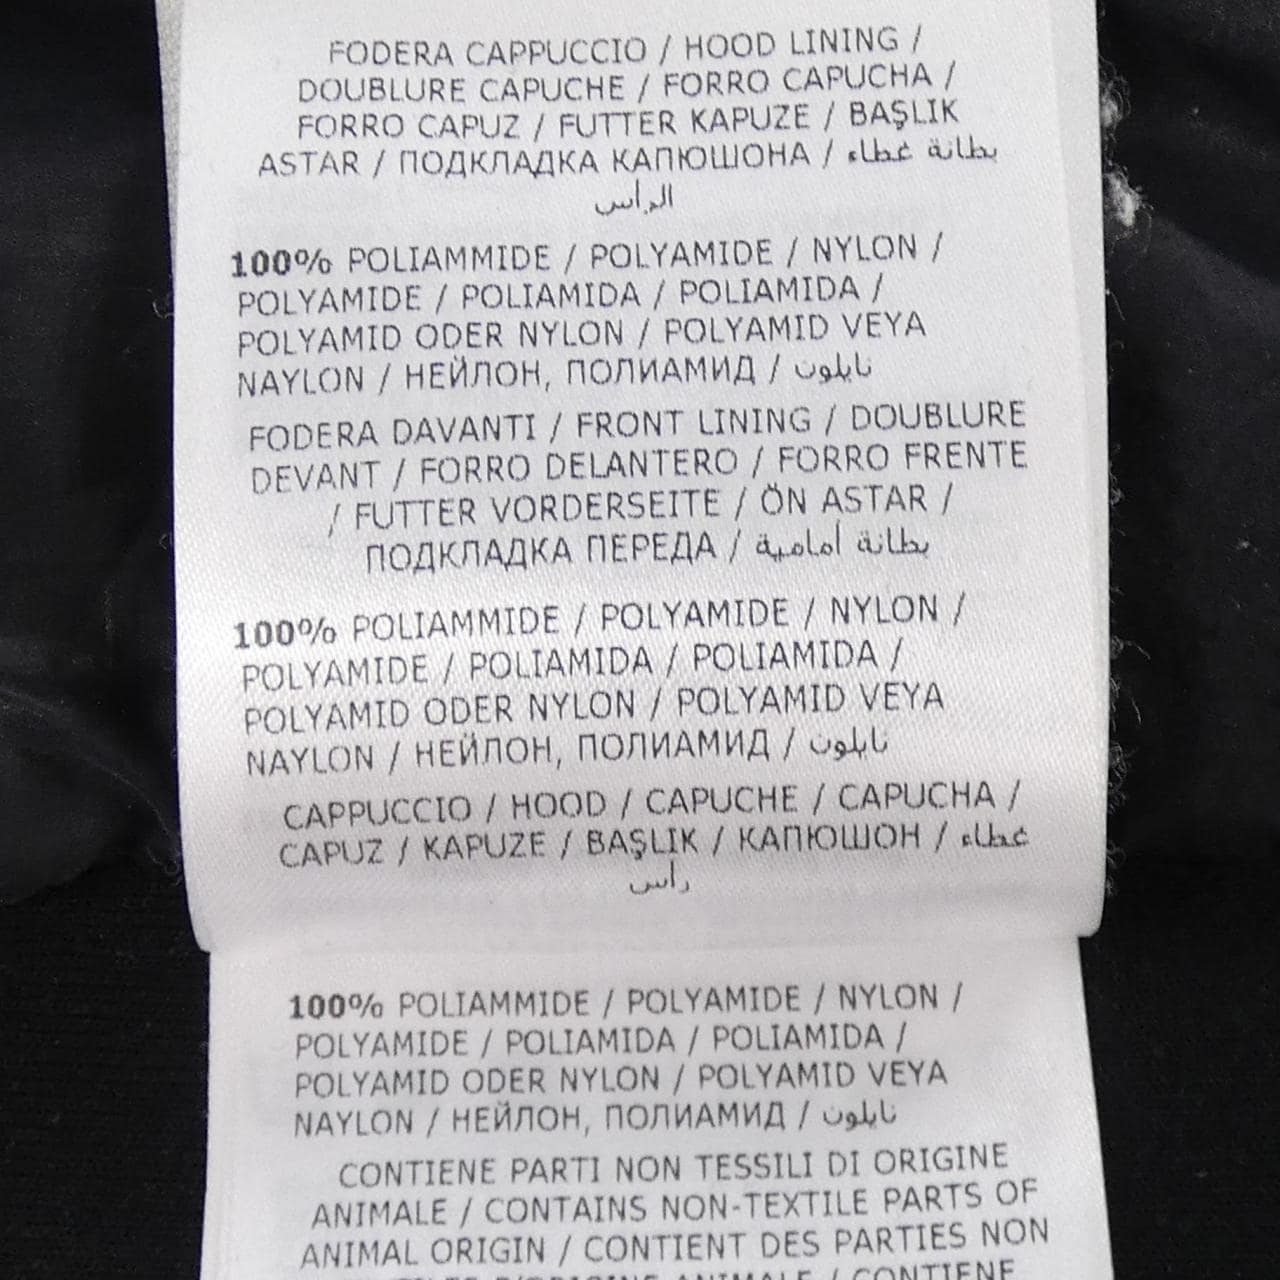 FODERA CAPPUCCIO / HOOD LINING /
DOUBLURE CAPUCHE / FORRO CAPUCHA /
FORRO CAPUZ / FUTTER KAPUZE / BAŞLIK
ASTAR / ПОДКЛАДКА КАПЮШОНА / بطانة غطاء
الرأس
100% POLIAMMIDE / POLYAMIDE / NYLON /
POLYAMIDE / POLIAMIDA / POLIAMIDA /
POLYAMID ODER NYLON / POLYAMID VEYA
NAYLON / НЕЙЛОН, ПОЛИАМИД / نايلون
FODERA DAVANTI / FRONT LINING / DOUBLURE
DEVANT / FORRO DELANTERO / FORRO FRENTE
/ FUTTER VORDERSEITE / ÖN ASTAR /
ПОДКЛАДКА ПЕРЕДА / بطانة أمامية
100% POLIAMMIDE / POLYAMIDE / NYLON /
POLYAMIDE / POLIAMIDA / POLIAMIDA /
POLYAMID ODER NYLON / POLYAMID VEYA
NAYLON / НЕЙЛОН, ПОЛИАМИД / نايلون
CAPPUCCIO / HOOD / CAPUCHE / CAPUCHA /
CAPUZ / KAPUZE / BAŞLIK / КАПЮШОН / غطاء
رأس
100% POLIAMMIDE / POLYAMIDE / NYLON /
POLYAMIDE / POLIAMIDA / POLIAMIDA /
POLYAMID ODER NYLON / POLYAMID VEYA
NAYLON / НЕЙЛОН, ПОЛИАМИД / نايلون
CONTIENE PARTI NON TESSILI DI ORIGINE
ANIMALE / CONTAINS NON-TEXTILE PARTS OF
ANIMAL ORIGIN / CONTIENT DES PARTIES NON
ANIMALE / CONTIENE